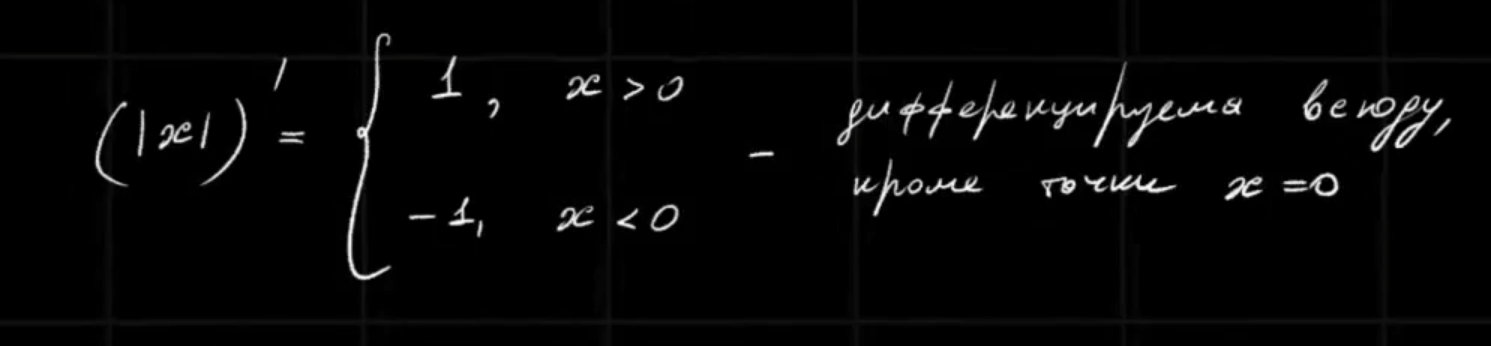 (|x|)' = { 1, x > 0
-1, x < 0
- дифференцируема всюду,
кроме точки x = 0